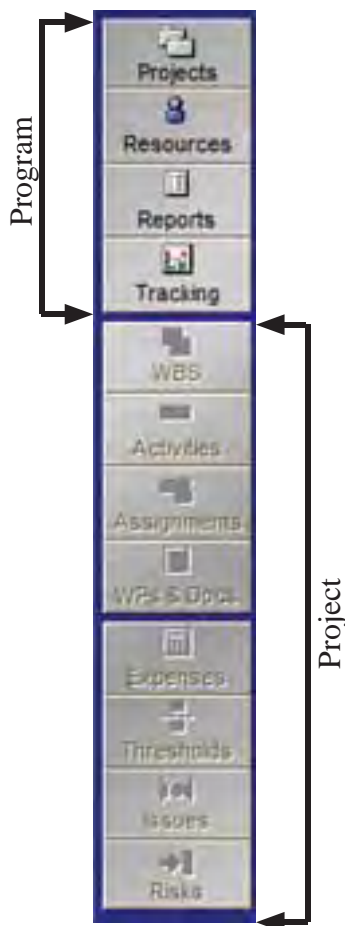 Program
Projects
Resources
Reports
Tracking
WBS
Activities
Assignments
WPs & Docs
Expenses
Thresholds
Issues
Risks
Project